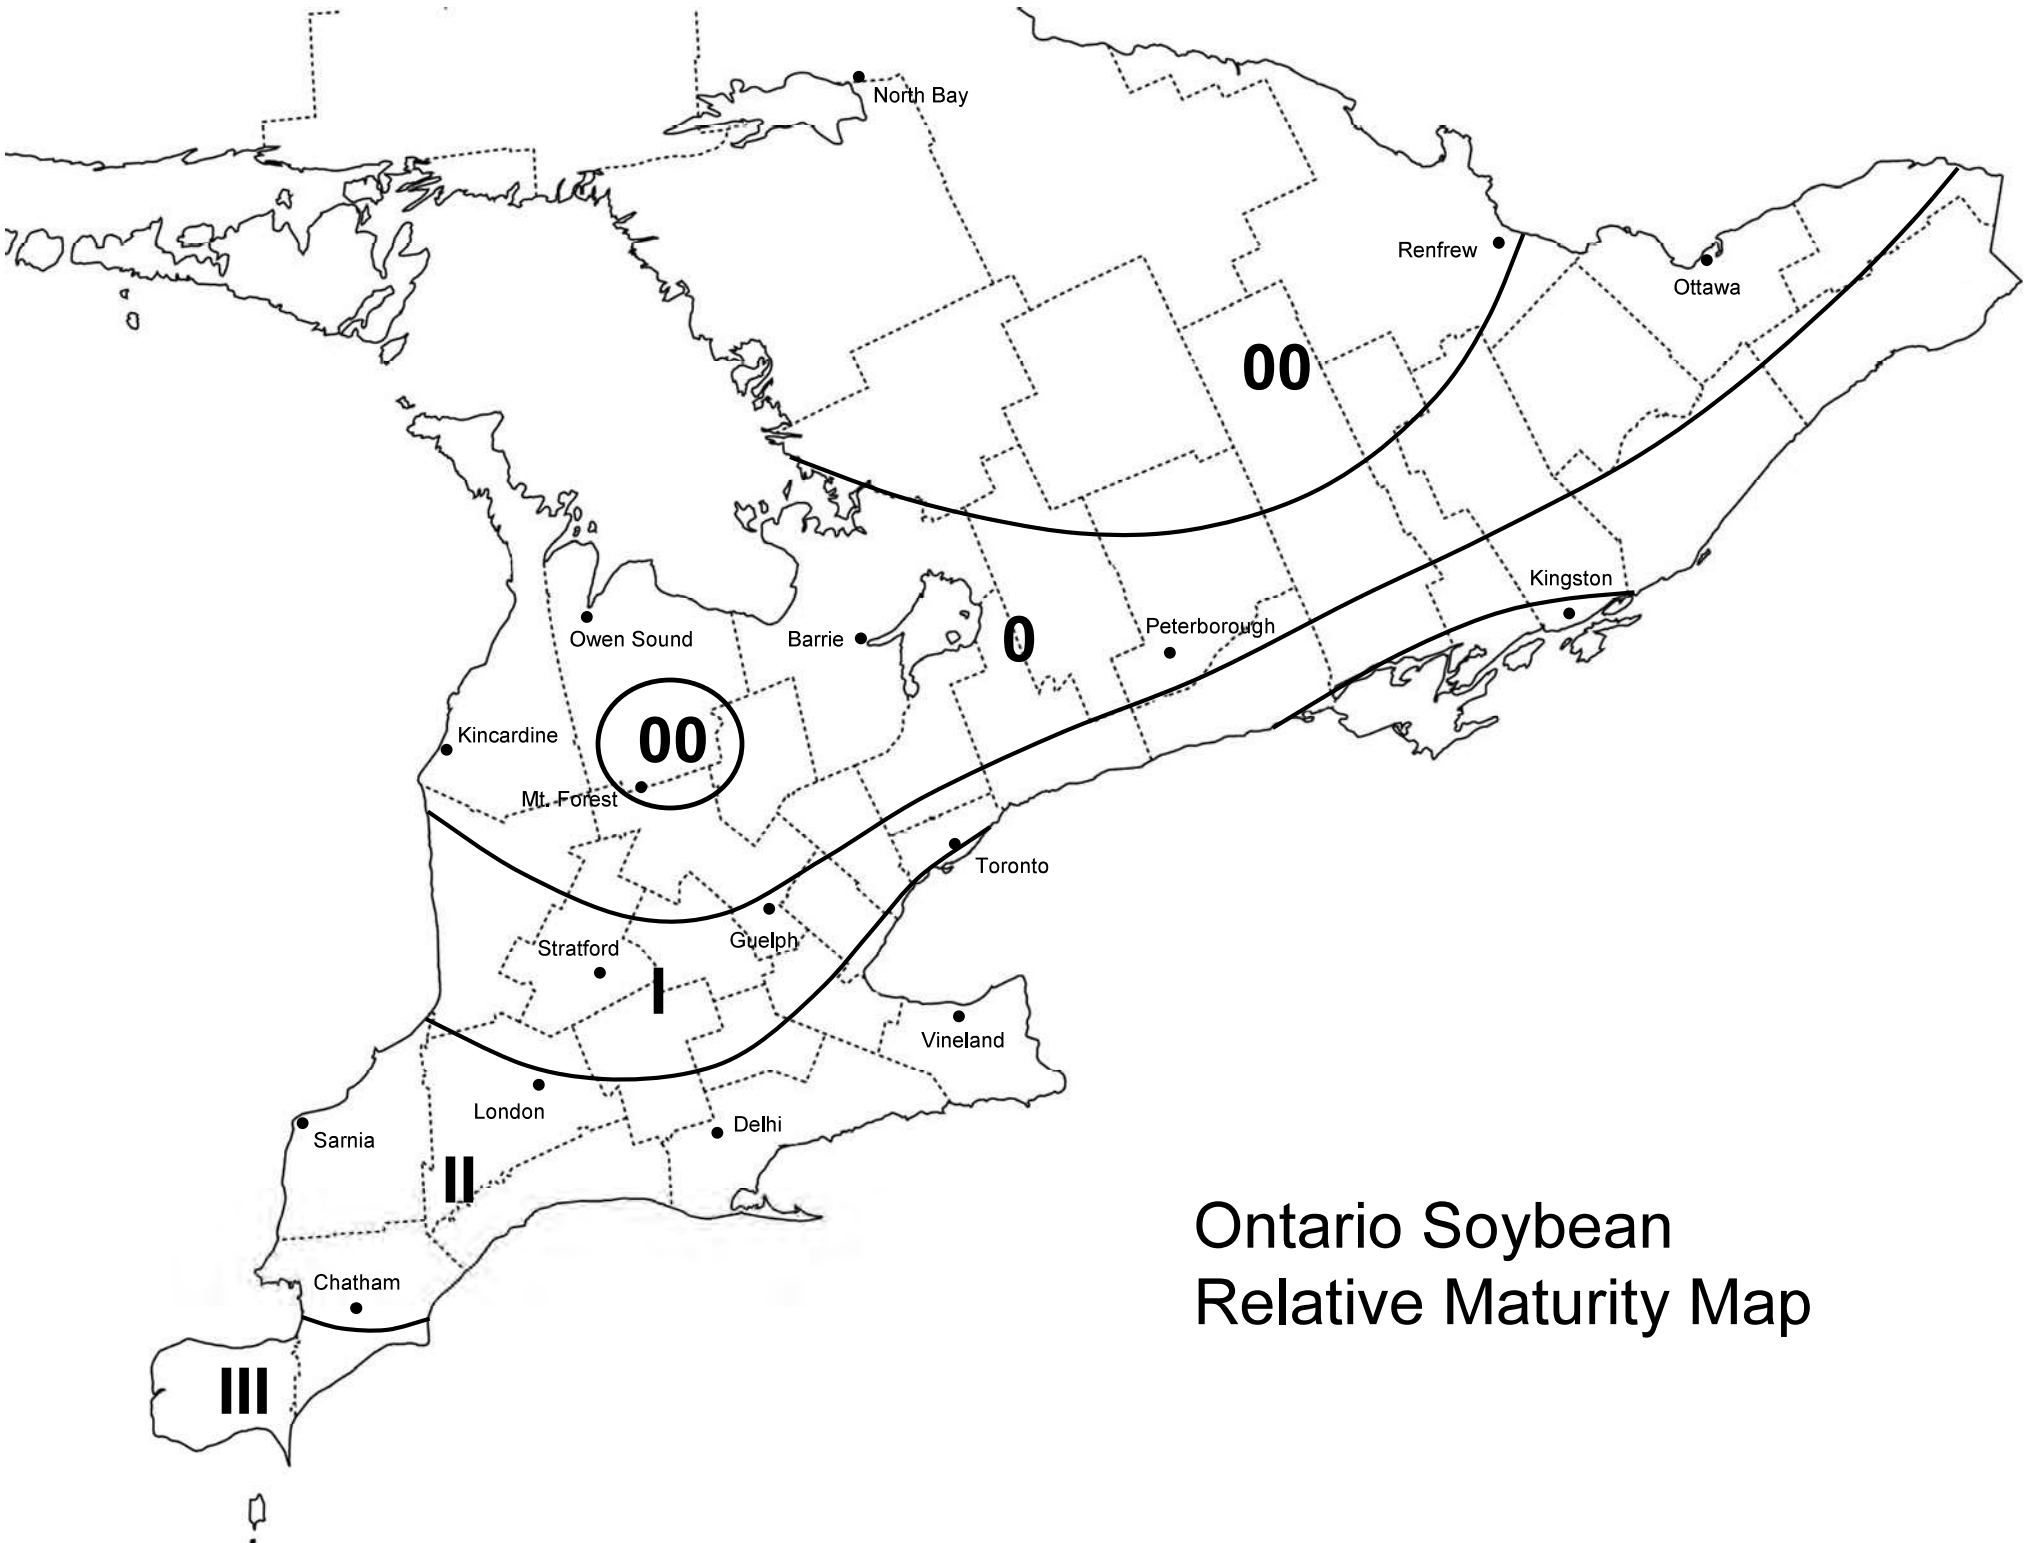 North Bay
Renfrew
Ottawa
00
Kingston
Owen Sound
Barrie
0
Peterborough
Kincardine
00
Mt. Forest
Toronto
Stratford
Guelph
I
Vineland
London
Delhi
Sarnia
II
Chatham
III
Ontario Soybean
Relative Maturity Map